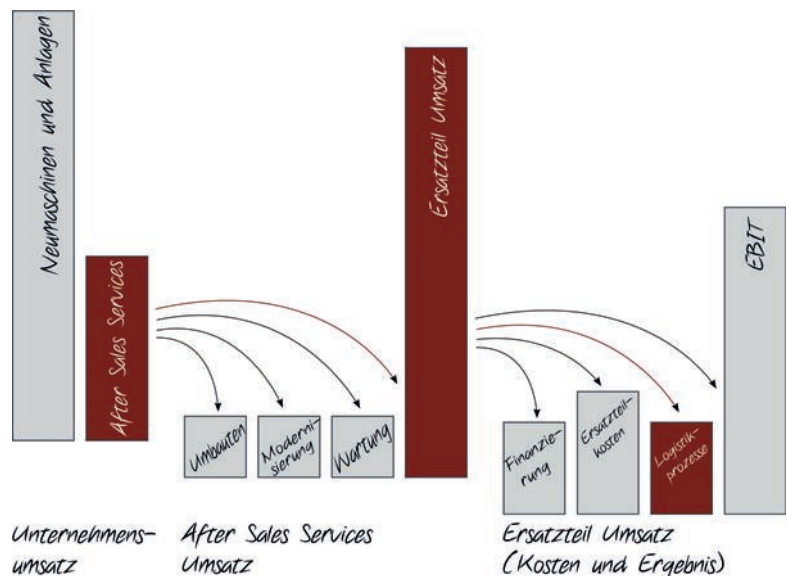 Neumaschinen und Anlagen
After Sales Services
Umbauten
Moderni-
sierung
Wartung
Ersatzteil Umsatz
Finanzie-
rung
Ersatzteil-
kosten
Logistik-
prozesse
EBIT
Unternehmens-
umsatz
After Sales Services
Umsatz
Ersatzteil Umsatz
(Kosten und Ergebnis)